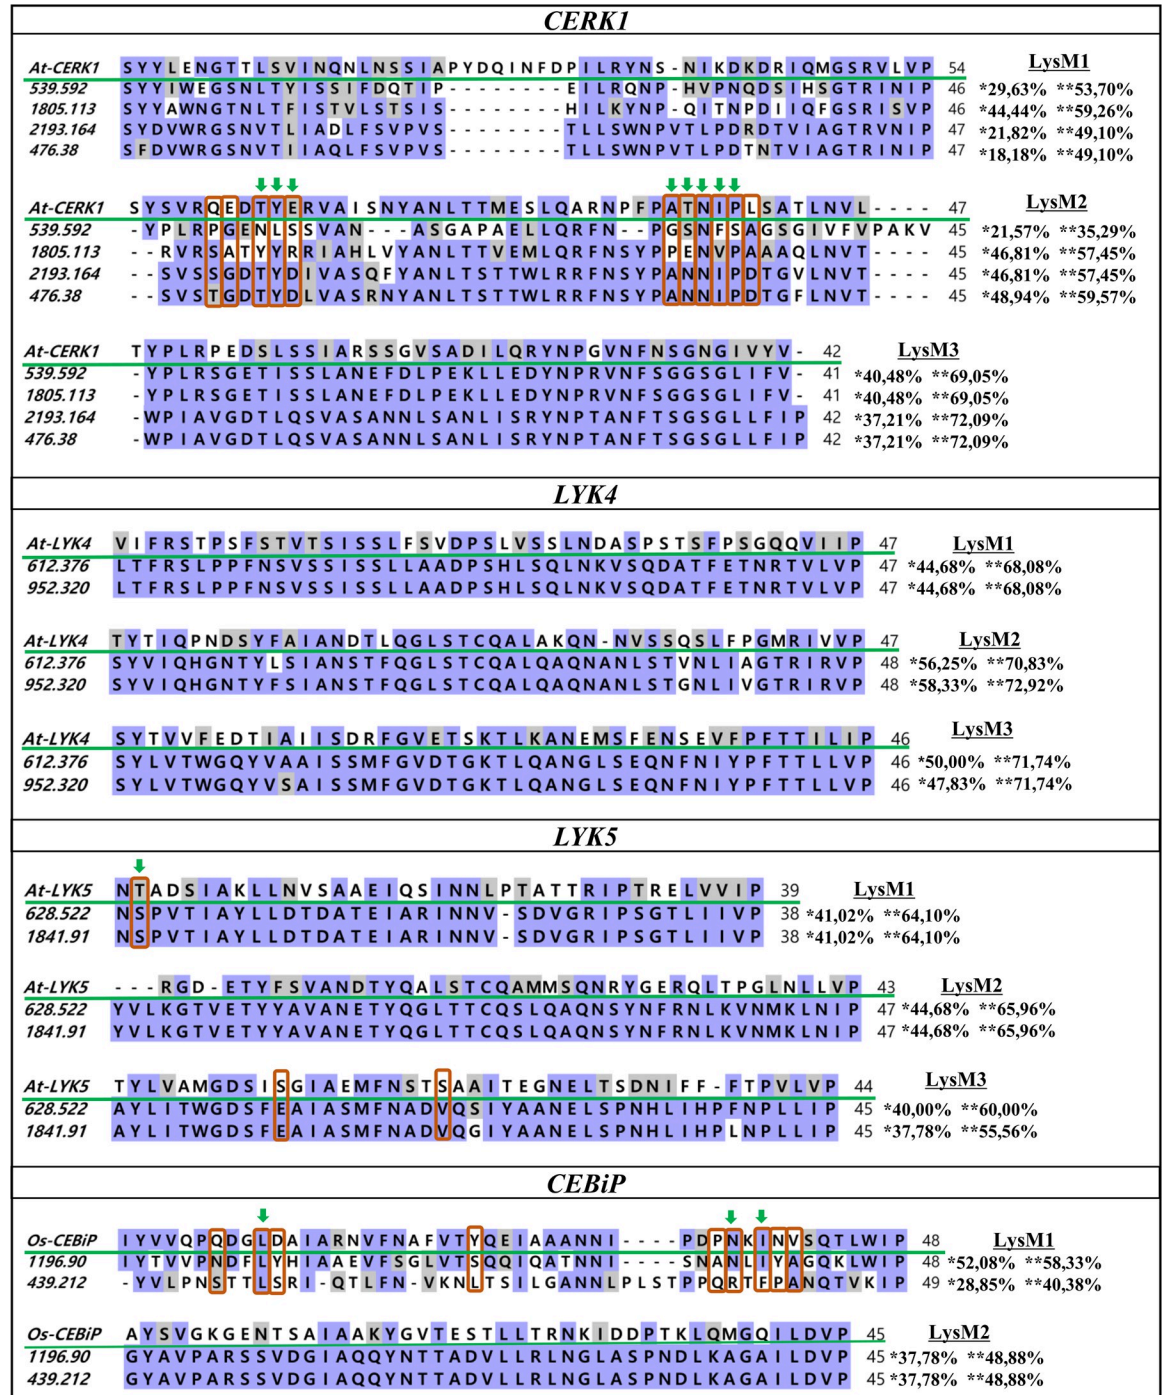 CERK1
At-CERK1 SYYLENGTTLSVINQNLNSSIAPYDQINFDPILRYNS-NIKDKDRIQMGSRVLVP 54 LysM1
539.592 SYYIWEGSNLTYISSIFDQTIP--------EILRQNP-HVPNQDSIHSGTRINIP 46 *29,63% **53,70%
1805.113 SYYAWNGTNLTFISTVLSTSIS--------HILKYNP-QITNPDIIQFGSRISVP 46 *44,44% **59,26%
2193.164 SYDVWRGSNVTLIADLFSVPVS--------TLLSWNPVTLPDRDTVIAGTRVNIP 47 *21,82% **49,10%
476.38 SFDVWRGSNVTIIAQLFSVPVS--------TLLSWNPVTLPDTNTVIAGTRINIP 47 *18,18% **49,10%
At-CERK1 SYSVRQEDTYERVAISNYANLTTMESLQARNPFPATNIPLSATLNVL---- 47 LysM2
539.592 -YPLRPGENLSSVAN---ASGAPAELLQRFN--PGSNFSAGSGIVFVPAKV 45 *21,57% **35,29%
1805.113 --RVRSATYYRRIAHLVYANLTTVEMLQRFNSYPPENVPAAAQLNVT---- 45 *46,81% **57,45%
2193.164 --SVSSGDTYDIVASQFYANLTSTTWLRRFNSYPANNIPDTGVLNVT---- 45 *46,81% **57,45%
476.38 --SVSTGDTYDLVASRNYANLTSTTWLRRFNSYPANNIPDTGFLNVT---- 45 *48,94% **59,57%
At-CERK1 TYPLRPEDSLSSIARSSGVSADILQRYNPGVNFNSGNGIVYV- 42 LysM3
539.592 -YPLRSGETISSLANEFDLPEKLLEDYNPRVNFSGGSGLIFV- 41 *40,48% **69,05%
1805.113 -YPLRSGETISSLANEFDLPEKLLEDYNPRVNFSGGSGLIFV- 41 *40,48% **69,05%
2193.164 -WPIAVGDTLQSVASANNLSANLISRYNPTANFTSGSGLLFIP 42 *37,21% **72,09%
476.38 -WPIAVGDTLQSVASANNLSANLISRYNPTANFTSGSGLLFIP 42 *37,21% **72,09%
LYK4
At-LYK4 VIFRSTPSFSTVTSISSLFSVDPSLVSSLNDASPSTSFPSGQQVIIP 47 LysM1
612.376 LTFRSLPPFNSVSSISSLLAADPSHLSQLNKVSQDATFETNRTVLVP 47 *44,68% **68,08%
952.320 LTFRSLPPFNSVSSISSLLAADPSHLSQLNKVSQDATFETNRTVLVP 47 *44,68% **68,08%
At-LYK4 TYTIQPNDSYFAIANDTLQGLSTCQALAKQN-NVSSQSLFPGMRIVVP 47 LysM2
612.376 SYVIQHGNTYLSIANSTFQGLSTCQALQAQNANLSTVNLIAGTRIRVP 48 *56,25% **70,83%
952.320 SYVIQHGNTYFSIANSTFQGLSTCQALQAQNANLSTGNLIVGTRIRVP 48 *58,33% **72,92%
At-LYK4 SYTVVFEDTIAIISDRFGVETSKTLKANEMSFENSEVFPFTTILIP 46 LysM3
612.376 SYLVTWGQYVAAISSMFGVDTGKTLQANGLSEQNFNIYPFTTLLVP 46 *50,00% **71,74%
952.320 SYLVTWGQYVSAISSMFGVDTGKTLQANGLSEQNFNIYPFTTLLVP 46 *47,83% **71,74%
LYK5
At-LYK5 NTADSIAKLLNVSAAEIQSINNLPTATTRIPTRELVVIP 39 LysM1
628.522 NSPVTIAYLLDTDATEIARINNV-SDVGRIPSGTLIIVP 38 *41,02% **64,10%
1841.91 NSPVTIAYLLDTDATEIARINNV-SDVGRIPSGTLIIVP 38 *41,02% **64,10%
At-LYK5 ---RGD-ETYFSVANDTYQALSTCQAMMSQNRYGERQLTPGLNLLVP 43 LysM2
628.522 YVLKGTVETYYAVANETYQGLTTCQSLQAQNSYNFRNLKVNMKLNIP 47 *44,68% **65,96%
1841.91 YVLKGTVETYYAVANETYQGLTTCQSLQAQNSYNFRNLKVNMKLNIP 47 *44,68% **65,96%
At-LYK5 TYLVAMGDSISGIAEMFNSTSAAITEGNELTSDNIFF-FTPVLVP 44 LysM3
628.522 AYLITWGDSFEAIASMFNADVQSIYAANELSPNHLIHPFNPLLIP 45 *40,00% **60,00%
1841.91 AYLITWGDSFEAIASMFNADVQGIYAANELSPNHLIHPLNPLLIP 45 *37,78% **55,56%
CEBiP
Os-CEBiP IYVVQPQDGLDAIARNVFNAFVTYQEIAAANNI----PDPNKINVSQTLWIP 48 LysM1
1196.90 IYTVVPNDFLYHIAAEVFSGLVTSQQIQATNNI----SNANLIYAGQKLWIP 48 *52,08% **58,33%
439.212 -YVLPNSTTLSRI-QTLFN-VKNLTSILGANNLPLSTPPQRTFPANQTVKIP 49 *28,85% **40,38%
Os-CEBiP AYSVGKGENTSAIAAKYGVTESTLLTRNKIDDPTKLQMGQILDVP 45 LysM2
1196.90 GYAVPARSSVDGIAQQYNTTADVLLRLNGLASPNDLKAGAILDVP 45 *37,78% **48,88%
439.212 GYAVPARSSVDGIAQQYNTTADVLLRLNGLASPNDLKAGAILDVP 45 *37,78% **48,88%